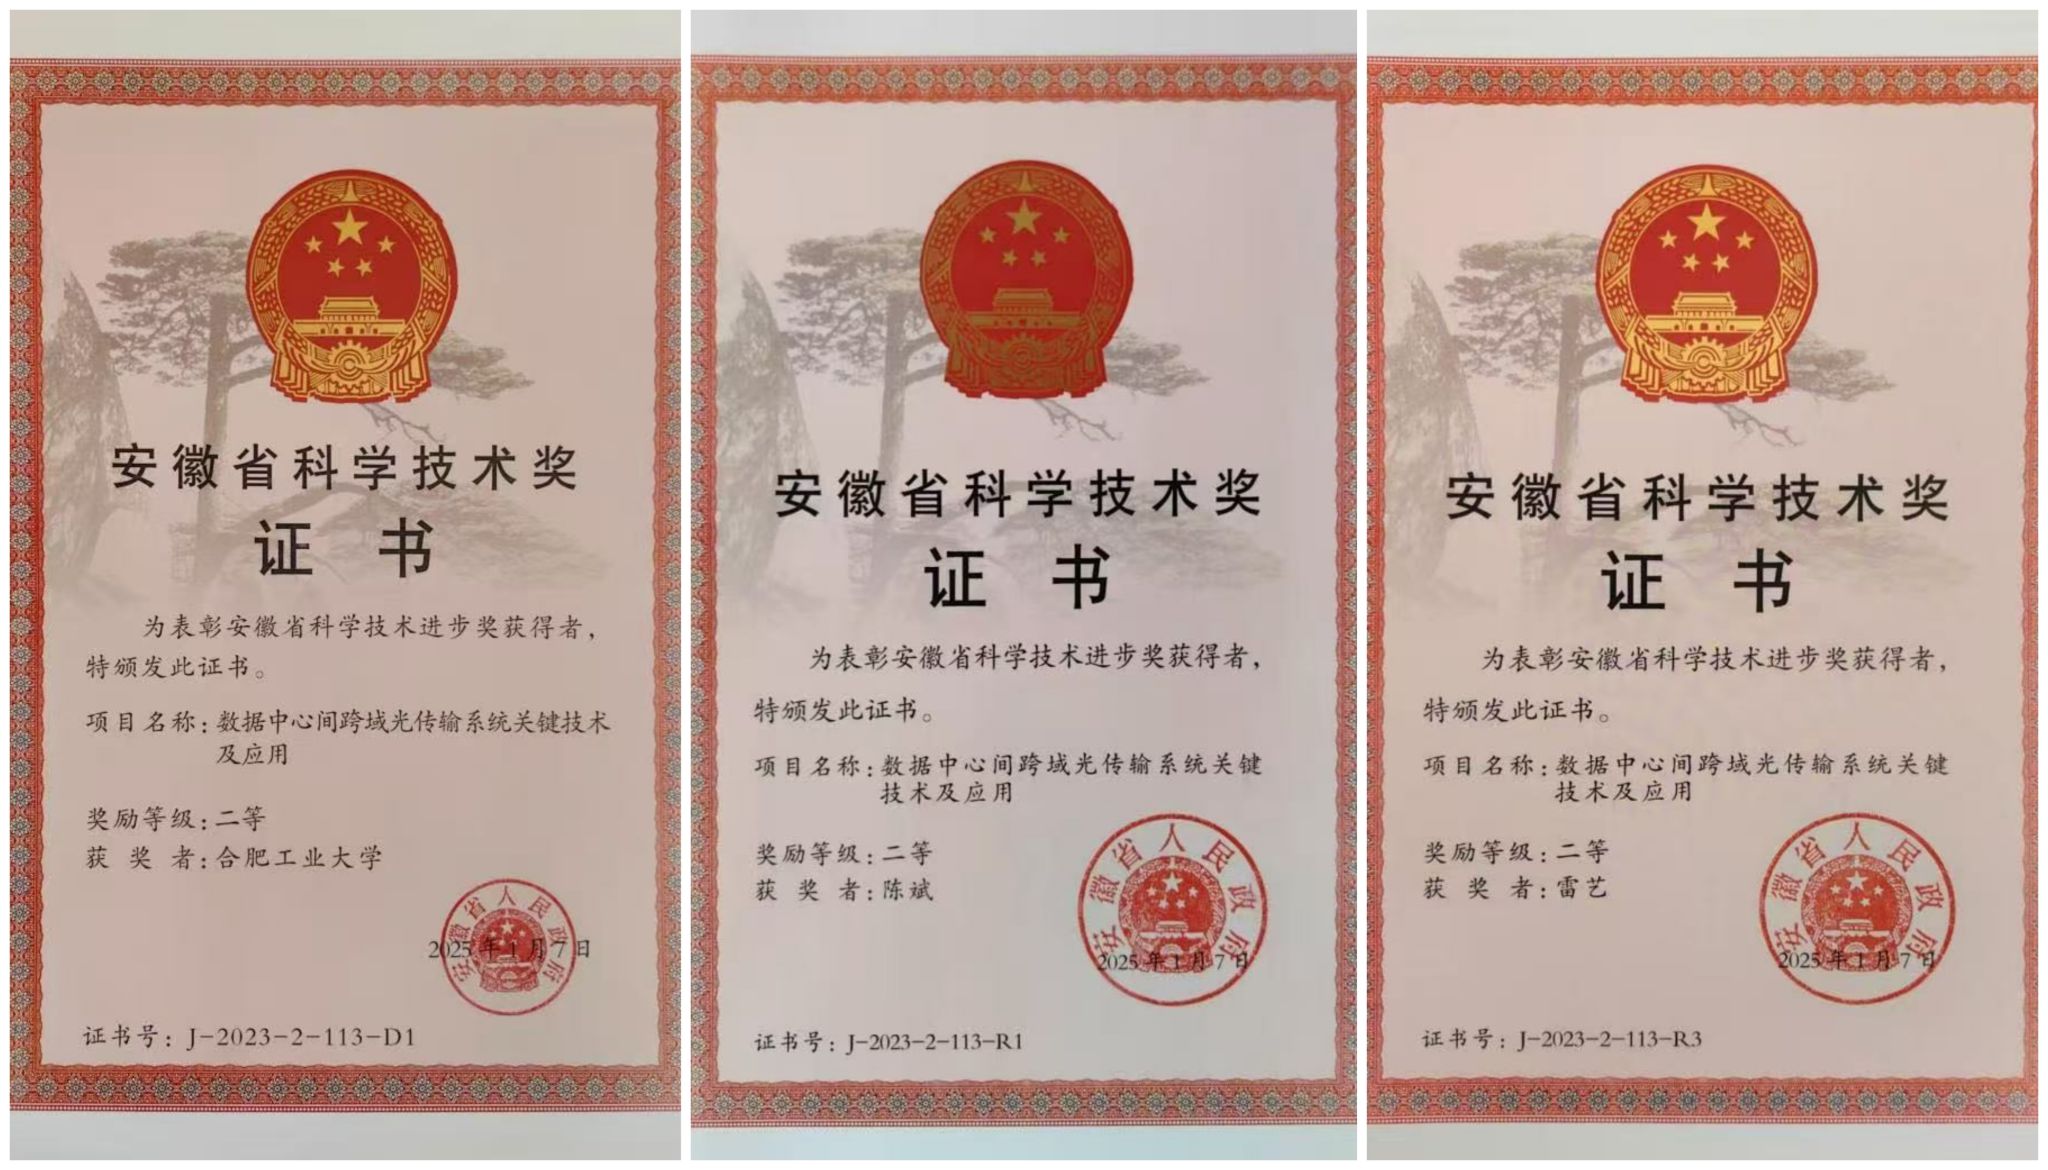 安徽省科学技术奖
证书
为表彰安徽省科学技术进步奖获得者，
特颁发此证书。
项目名称：数据中心间跨域光传输系统关键技术
及应用
奖励等级：二等
获奖者：合肥工业大学
安徽省人民政府
2025年1月7日
证书号：J-2023-2-113-D1
安徽省科学技术奖
证书
为表彰安徽省科学技术进步奖获得者，
特颁发此证书。
项目名称：数据中心间跨域光传输系统关键
技术及应用
奖励等级：二等
获奖者：陈斌
安徽省人民政府
2025年1月7日
证书号：J-2023-2-113-R1
安徽省科学技术奖
证书
为表彰安徽省科学技术进步奖获得者，
特颁发此证书。
项目名称：数据中心间跨域光传输系统关键
技术及应用
奖励等级：二等
获奖者：雷艺
安徽省人民政府
2025年1月7日
证书号：J-2023-2-113-R3